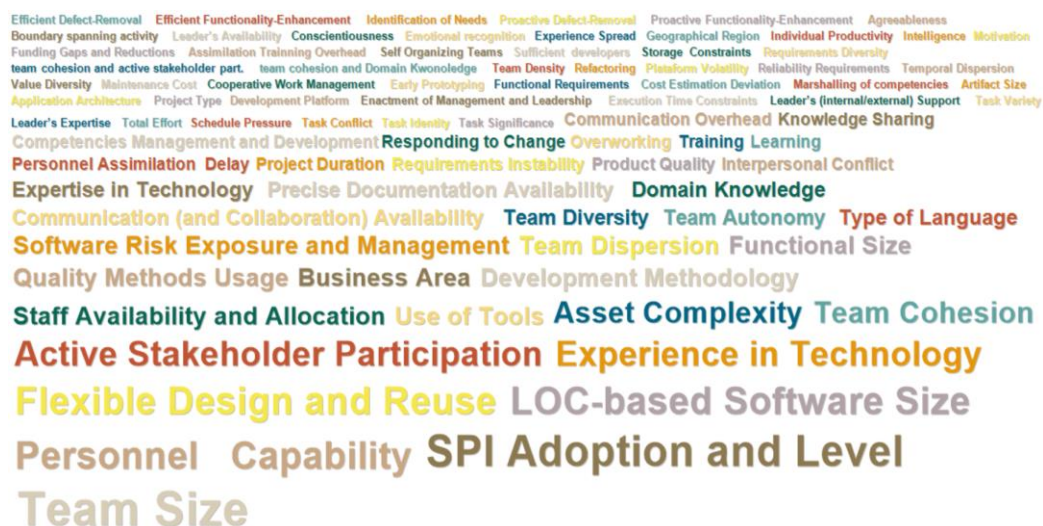 Efficient Defect-Removal Efficient Functionality-Enhancement Identification of Needs Proactive Defect-Removal Proactive Functionality-Enhancement Agreeableness
Boundary spanning activity Leader's Availability Conscientiousness Emotional recognition Experience Spread Geographical Region Individual Productivity Intelligence Motivation
Funding Gaps and Reductions Assimilation Trainning Overhead Self Organizing Teams Sufficient developers Storage Constraints Requirements Diversity
team cohesion and active stakeholder part. team cohesion and Domain Kwonoledge Team Density Refactoring Plataform Volatility Reliability Requirements Temporal Dispersion
Value Diversity Maintenance Cost Cooperative Work Management Early Prototyping Functional Requirements Cost Estimation Deviation Marshalling of competencies Artifact Size
Application Architecture Project Type Development Platform Enactment of Management and Leadership Execution Time Constraints Leader's (internal/external) Support Task Variety
Leader's Expertise Total Effort Schedule Pressure Task Conflict Task Identity Task Significance Communication Overhead Knowledge Sharing
Competencies Management and Development Responding to Change Overworking Training Learning
Personnel Assimilation Delay Project Duration Requirements Instability Product Quality Interpersonal Conflict
Expertise in Technology Precise Documentation Availability Domain Knowledge
Communication (and Collaboration) Availability Team Diversity Team Autonomy Type of Language
Software Risk Exposure and Management Team Dispersion Functional Size
Quality Methods Usage Business Area Development Methodology
Staff Availability and Allocation Use of Tools Asset Complexity Team Cohesion
Active Stakeholder Participation Experience in Technology
Flexible Design and Reuse LOC-based Software Size
Personnel Capability SPI Adoption and Level
Team Size